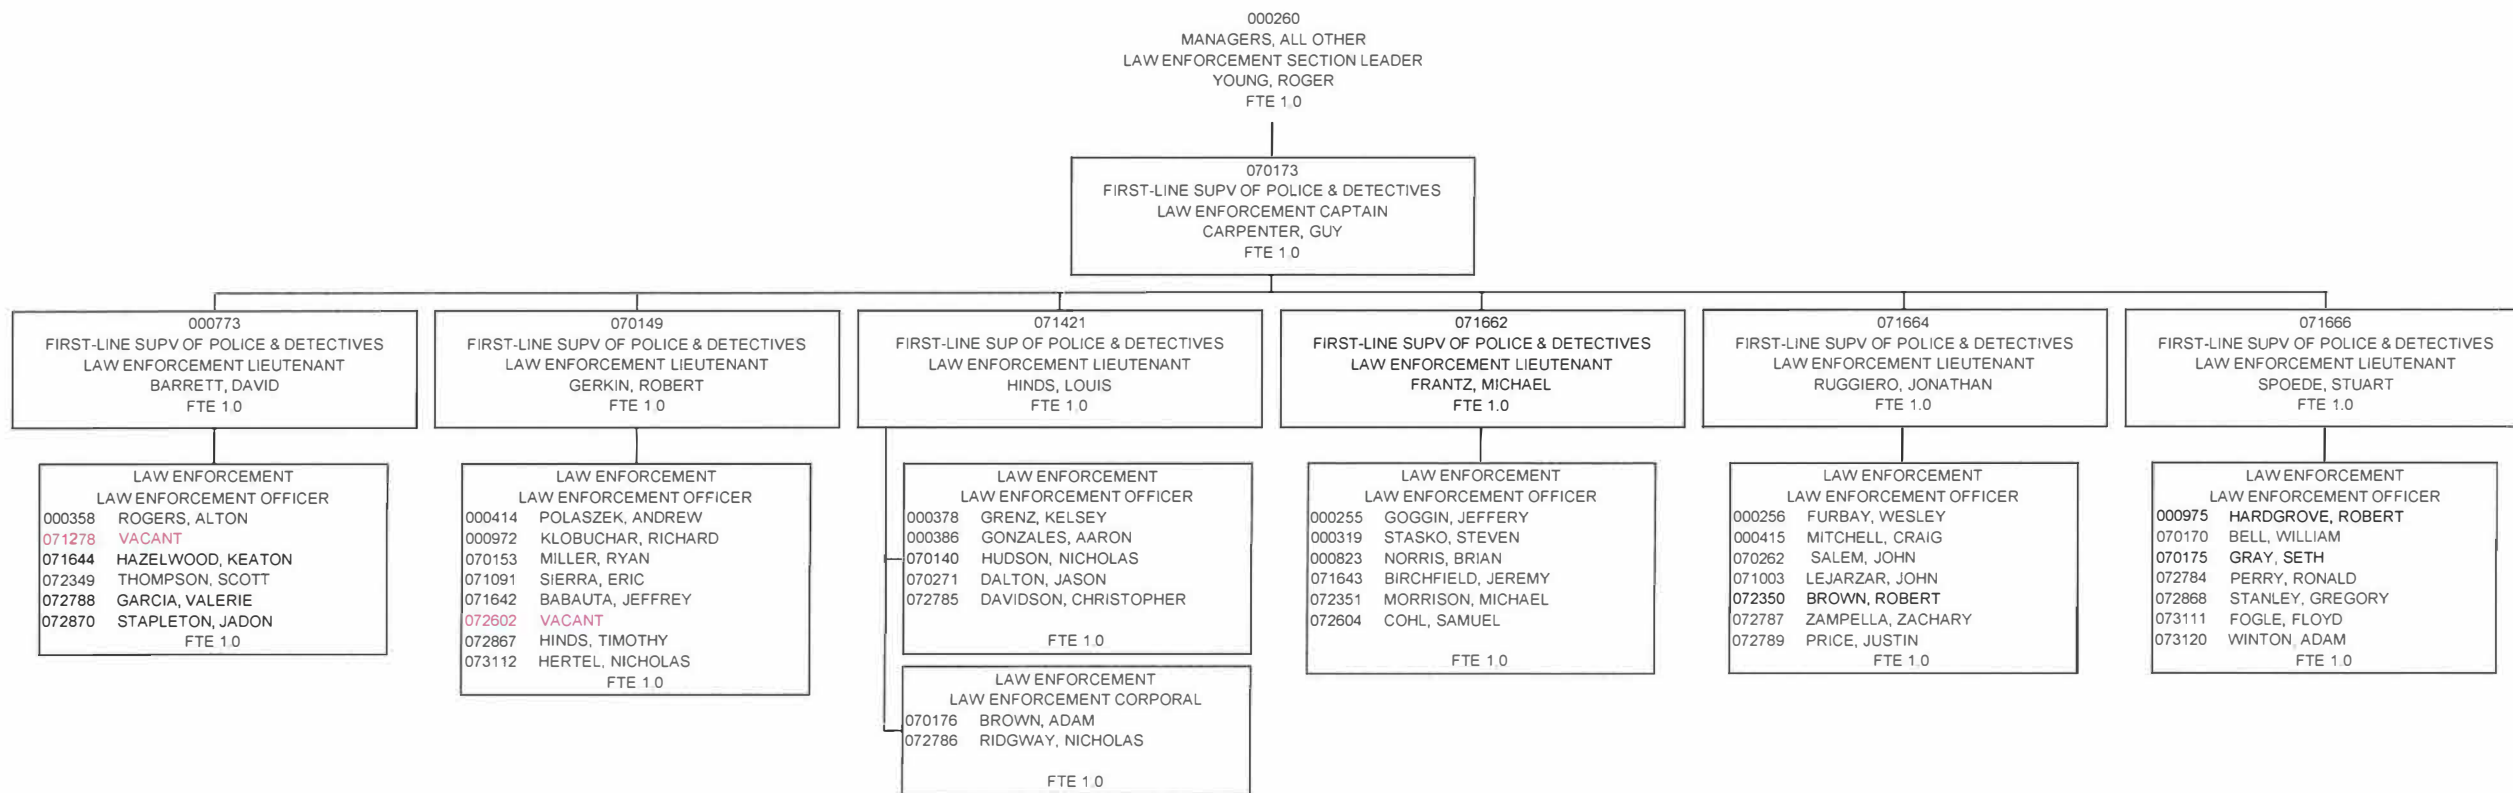 000260
MANAGERS, ALL OTHER
LAW ENFORCEMENT SECTION LEADER
YOUNG, ROGER
FTE 1.0
070173
FIRST-LINE SUPV OF POLICE & DETECTIVES
LAW ENFORCEMENT CAPTAIN
CARPENTER, GUY
FTE 1.0
000773
FIRST-LINE SUPV OF POLICE & DETECTIVES
LAW ENFORCEMENT LIEUTENANT
BARRETT, DAVID
FTE 1.0
LAW ENFORCEMENT
LAW ENFORCEMENT OFFICER
000358 ROGERS, ALTON
071278 VACANT
071644 HAZELWOOD, KEATON
072349 THOMPSON, SCOTT
072788 GARCIA, VALERIE
072870 STAPLETON, JADON
FTE 1.0
070149
FIRST-LINE SUPV OF POLICE & DETECTIVES
LAW ENFORCEMENT LIEUTENANT
GERKIN, ROBERT
FTE 1.0
LAW ENFORCEMENT
LAW ENFORCEMENT OFFICER
000414 POLASZEK, ANDREW
000972 KLOBUCHAR, RICHARD
070153 MILLER, RYAN
071091 SIERRA, ERIC
071642 BABAUTA, JEFFREY
072602 VACANT
072867 HINDS, TIMOTHY
073112 HERTEL, NICHOLAS
FTE 1.0
071421
FIRST-LINE SUP OF POLICE & DETECTIVES
LAW ENFORCEMENT LIEUTENANT
HINDS, LOUIS
FTE 1.0
LAW ENFORCEMENT
LAW ENFORCEMENT OFFICER
000378 GRENZ, KELSEY
000386 GONZALES, AARON
070140 HUDSON, NICHOLAS
070271 DALTON, JASON
072785 DAVIDSON, CHRISTOPHER
FTE 1.0
LAW ENFORCEMENT
LAW ENFORCEMENT CORPORAL
070176 BROWN, ADAM
072786 RIDGWAY, NICHOLAS
FTE 1.0
071662
FIRST-LINE SUPV OF POLICE & DETECTIVES
LAW ENFORCEMENT LIEUTENANT
FRANTZ, MICHAEL
FTE 1.0
LAW ENFORCEMENT
LAW ENFORCEMENT OFFICER
000255 GOGGIN, JEFFERY
000319 STASKO, STEVEN
000823 NORRIS, BRIAN
071643 BIRCHFIELD, JEREMY
072351 MORRISON, MICHAEL
072604 COHL, SAMUEL
FTE 1.0
071664
FIRST-LINE SUPV OF POLICE & DETECTIVES
LAW ENFORCEMENT LIEUTENANT
RUGGIERO, JONATHAN
FTE 1.0
LAW ENFORCEMENT
LAW ENFORCEMENT OFFICER
000256 FURBAY, WESLEY
000415 MITCHELL, CRAIG
070262 SALEM, JOHN
071003 LEJARZAR, JOHN
072350 BROWN, ROBERT
072787 ZAMPELLA, ZACHARY
072789 PRICE, JUSTIN
FTE 1.0
071666
FIRST-LINE SUPV OF POLICE & DETECTIVES
LAW ENFORCEMENT LIEUTENANT
SPOEDE, STUART
FTE 1.0
LAW ENFORCEMENT
LAW ENFORCEMENT OFFICER
000975 HARDGROVE, ROBERT
070170 BELL, WILLIAM
070175 GRAY, SETH
072784 PERRY, RONALD
072868 STANLEY, GREGORY
073111 FOGLE, FLOYD
073120 WINTON, ADAM
FTE 1.0